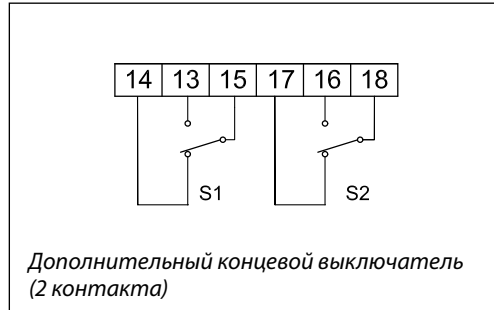 14 13 15 17 16 18
S1 S2
Дополнительный концевой выключатель
(2 контакта)